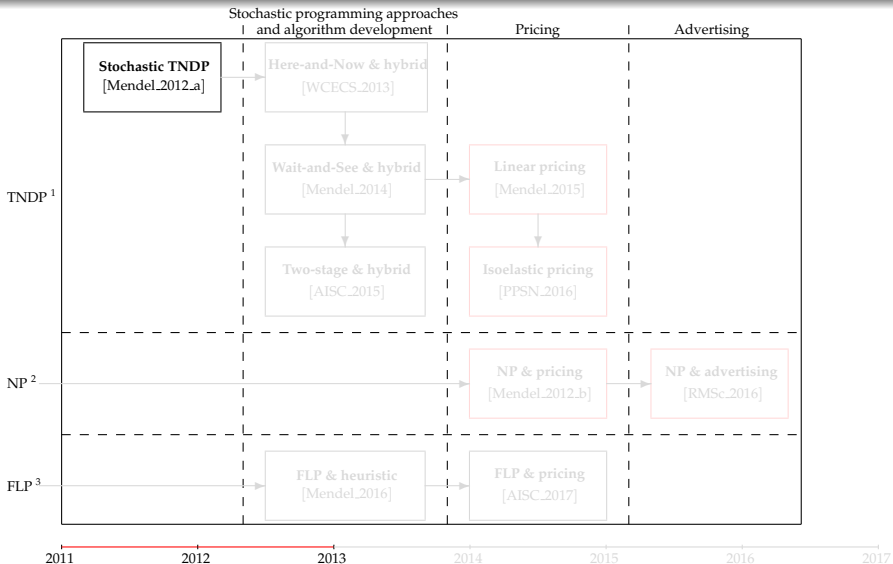 Stochastic programming approaches
and algorithm development
Pricing
Advertising
Stochastic TNDP
[Mendel_2012_a]
Here-and-Now & hybrid
[WCECS_2013]
TNDP 1
Wait-and-See & hybrid
[Mendel_2014]
Linear pricing
[Mendel_2015]
Two-stage & hybrid
[AISC_2015]
Isoelastic pricing
[PPSN_2016]
NP 2
NP & pricing
[Mendel_2012_b]
NP & advertising
[RMSc_2016]
FLP 3
FLP & heuristic
[Mendel_2016]
FLP & pricing
[AISC_2017]
2011 2012 2013 2014 2015 2016 2017